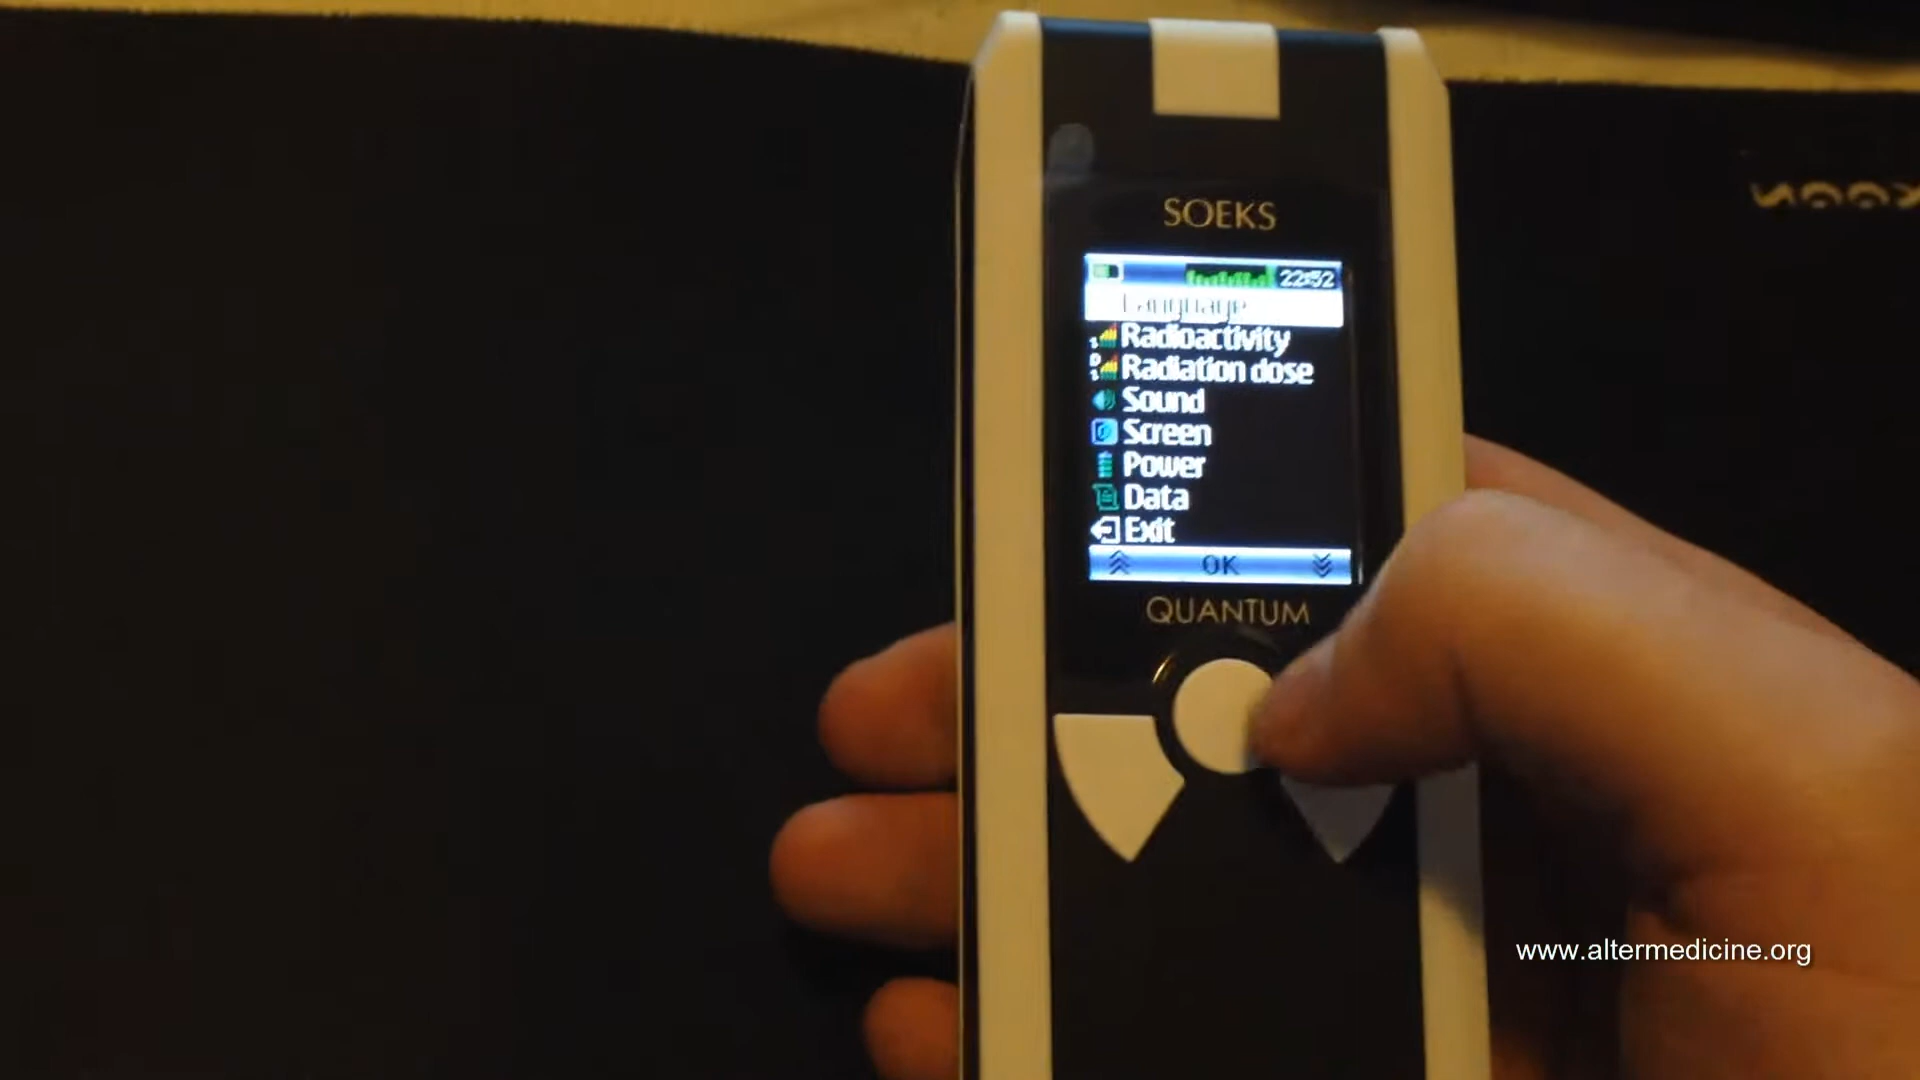 SOEKS
22:52
Language
Radioactivity
Radiation dose
Sound
Screen
Power
Data
Exit
OK
QUANTUM
www.altermedicine.org